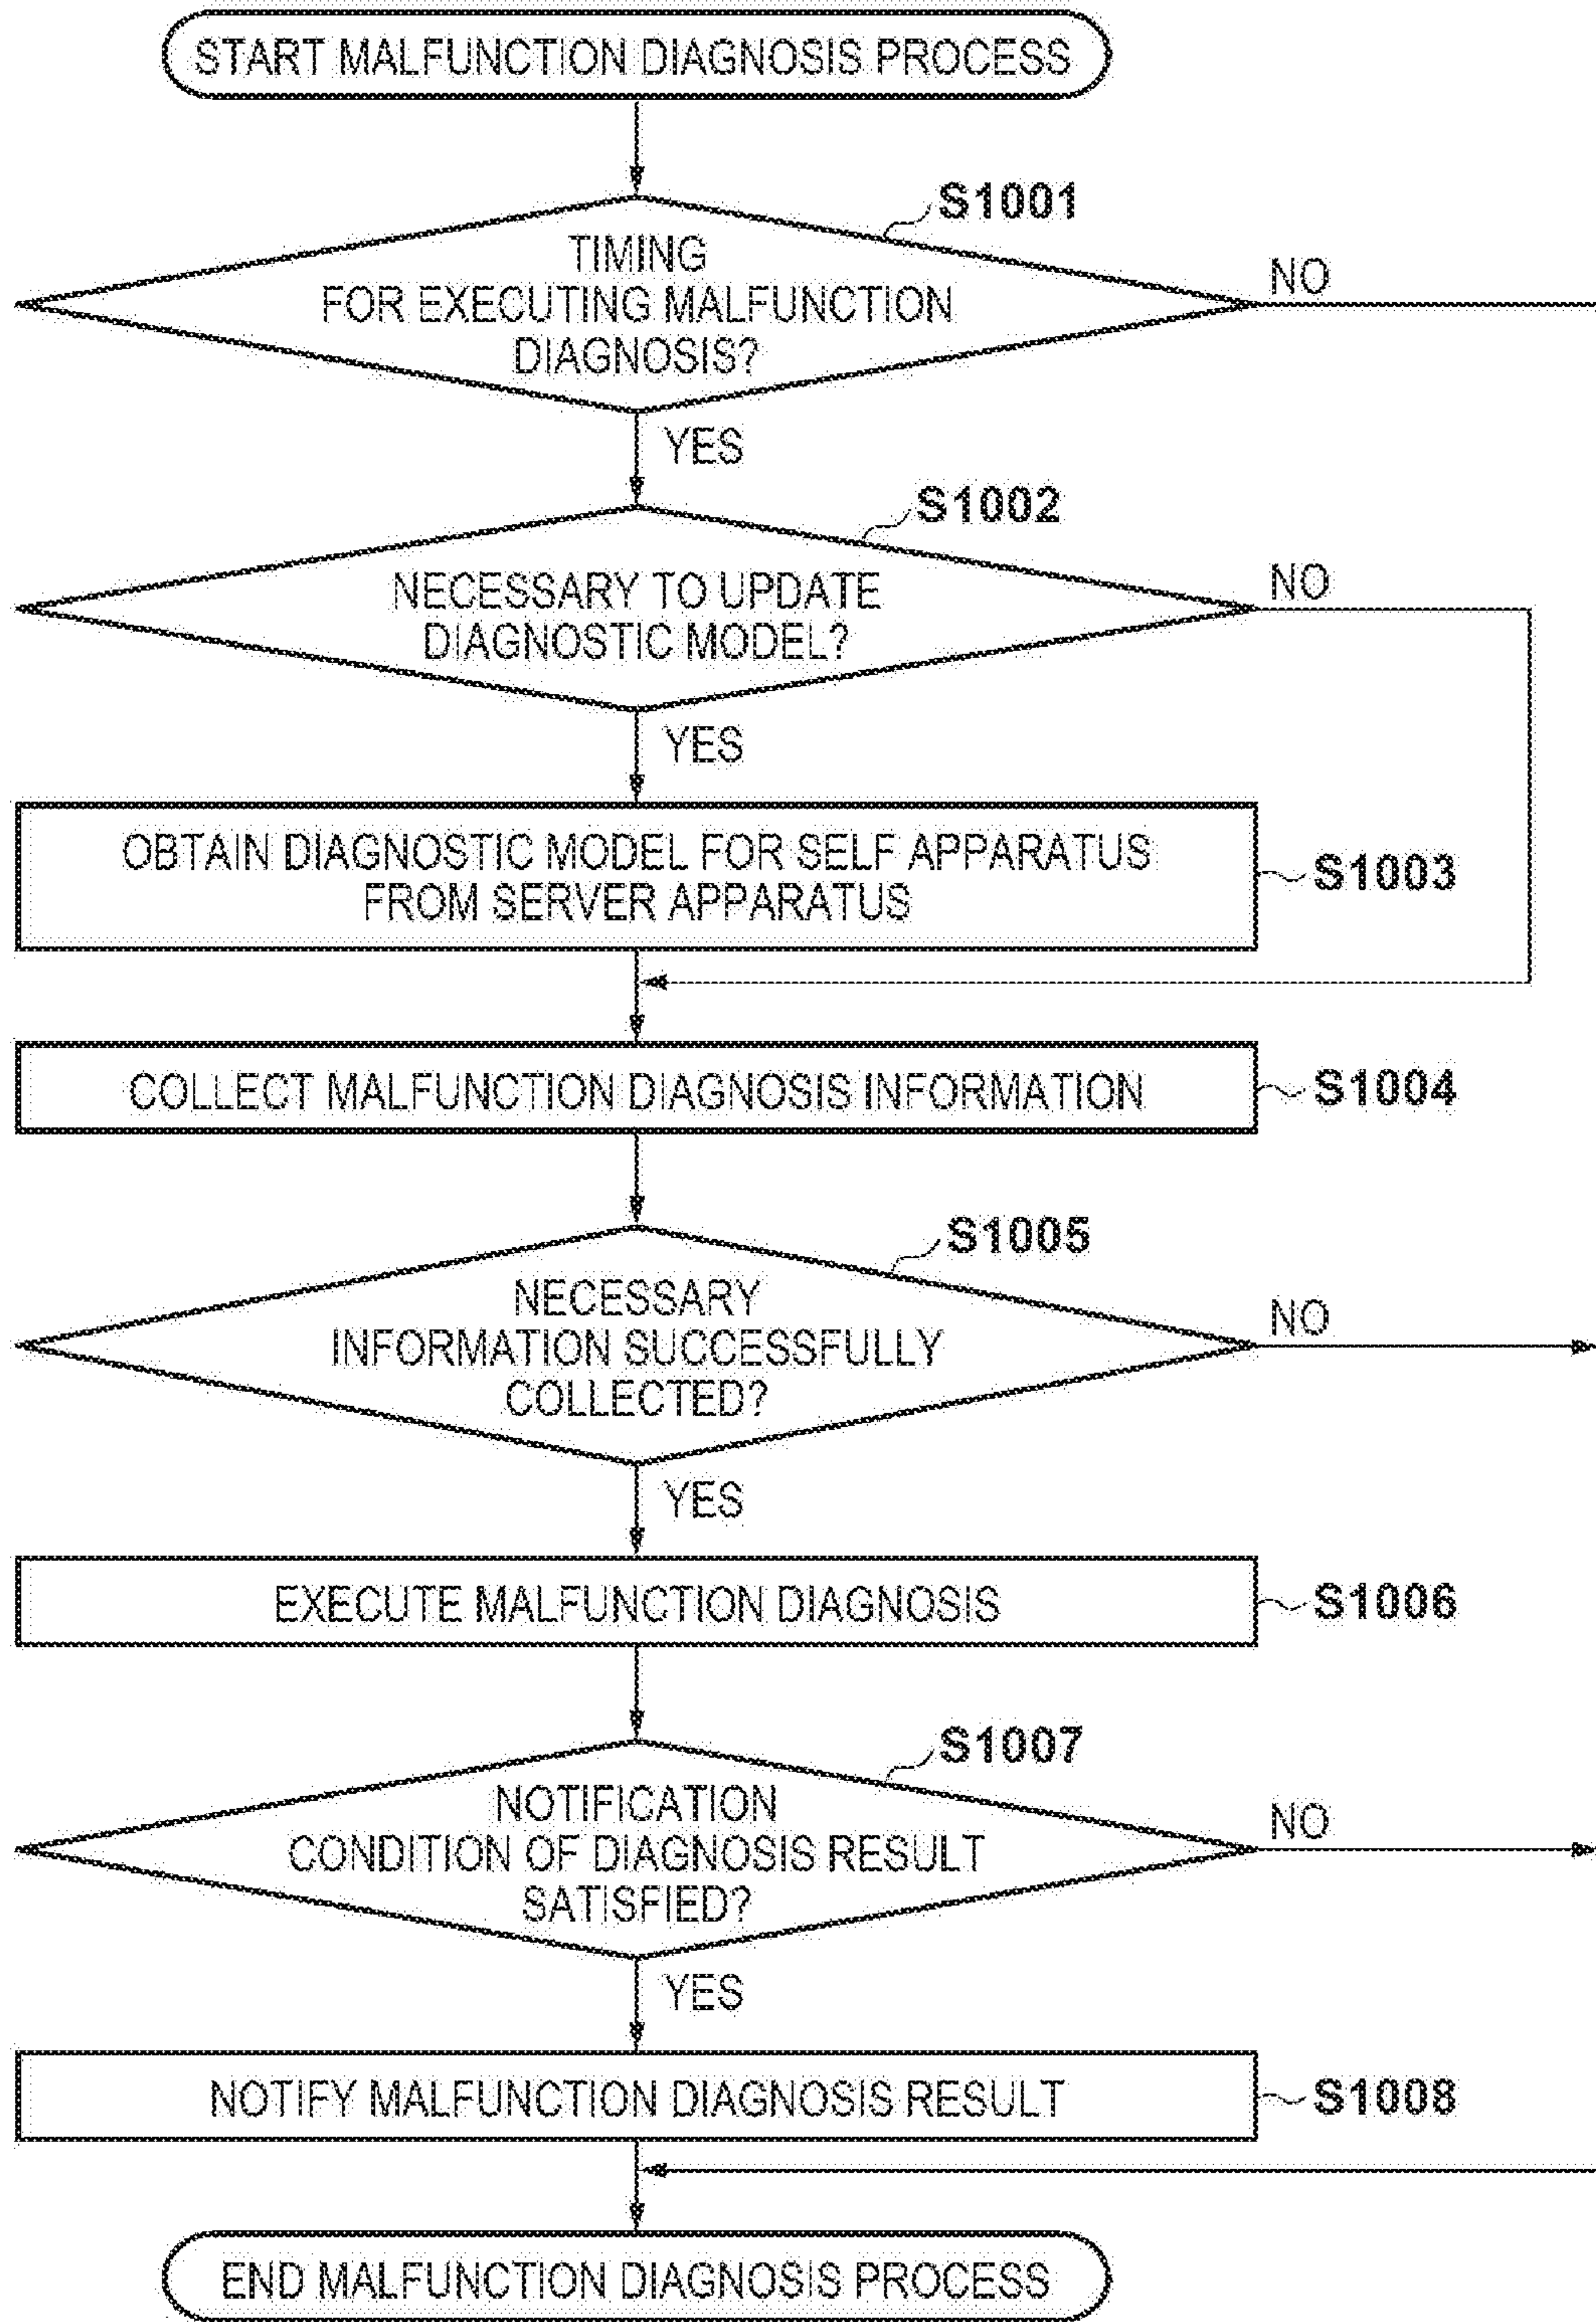 START MALFUNCTION DIAGNOSIS PROCESS
S1001
TIMING
FOR EXECUTING MALFUNCTION
DIAGNOSIS?
NO
YES
S1002
NECESSARY TO UPDATE
DIAGNOSTIC MODEL?
NO
YES
OBTAIN DIAGNOSTIC MODEL FOR SELF APPARATUS
FROM SERVER APPARATUS
S1003
COLLECT MALFUNCTION DIAGNOSIS INFORMATION
S1004
S1005
NECESSARY
INFORMATION SUCCESSFULLY
COLLECTED?
NO
YES
EXECUTE MALFUNCTION DIAGNOSIS
S1006
S1007
NOTIFICATION
CONDITION OF DIAGNOSIS RESULT
SATISFIED?
NO
YES
NOTIFY MALFUNCTION DIAGNOSIS RESULT
S1008
END MALFUNCTION DIAGNOSIS PROCESS